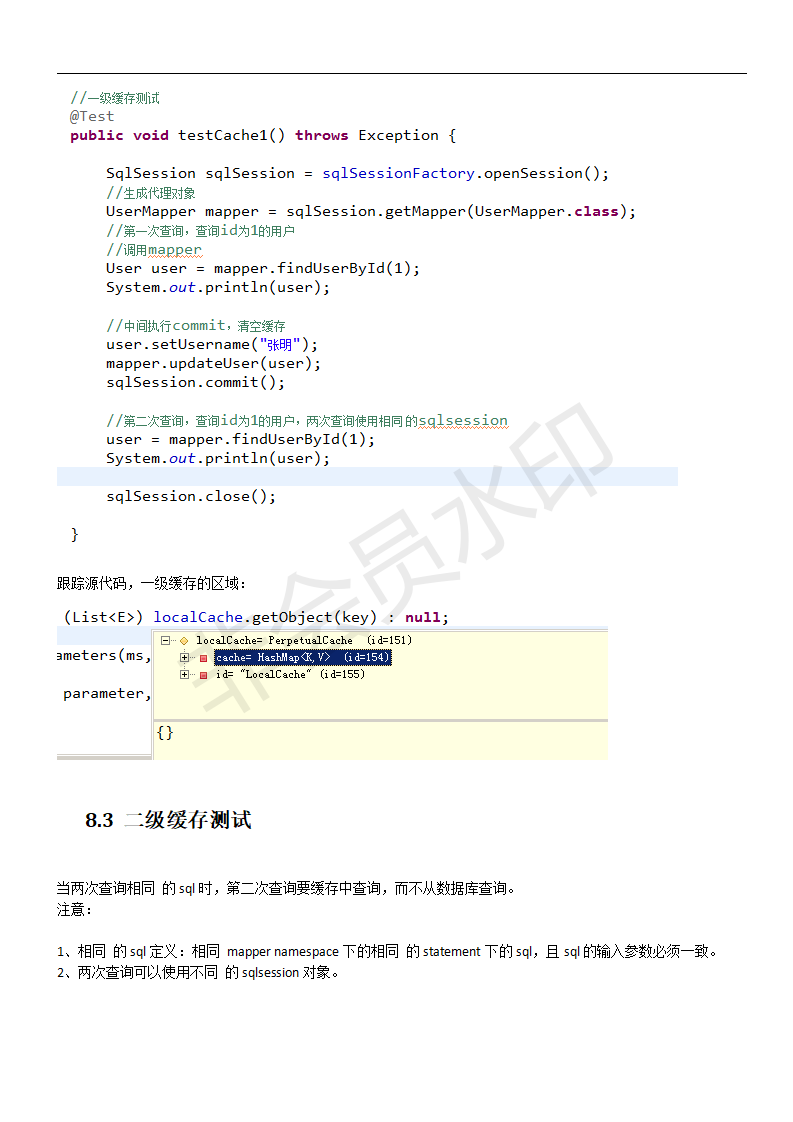 //一级缓存测试
@Test
public void testCache1() throws Exception {
SqlSession sqlSession = sqlSessionFactory.openSession();
//生成代理对象
UserMapper mapper = sqlSession.getMapper(UserMapper.class);
//第一次查询，查询id为1的用户
//调用mapper
User user = mapper.findUserById(1);
System.out.println(user);
//中间执行commit，清空缓存
user.setUsername("张明");
mapper.updateUser(user);
sqlSession.commit();
//第二次查询，查询id为1的用户，两次查询使用相同的sqlsession
user = mapper.findUserById(1);
System.out.println(user);
sqlSession.close();
}
非会员水印
跟踪源代码，一级缓存的区域：
(List<E>) localCache.getObject(key) : null;
localCache= PerpetualCache (id=151)
ameters(ms,
cache= HashMap<K,V> (id=154)
id= "LocalCache" (id=155)
parameter,
{}
8.3 二级缓存测试
当两次查询相同 的 sql 时，第二次查询要缓存中查询，而不从数据库查询。
注意：
1、相同 的 sql 定义：相同 mapper namespace 下的相同 的 statement 下的 sql，且 sql 的输入参数必须一致。
2、两次查询可以使用不同 的 sqlsession 对象。